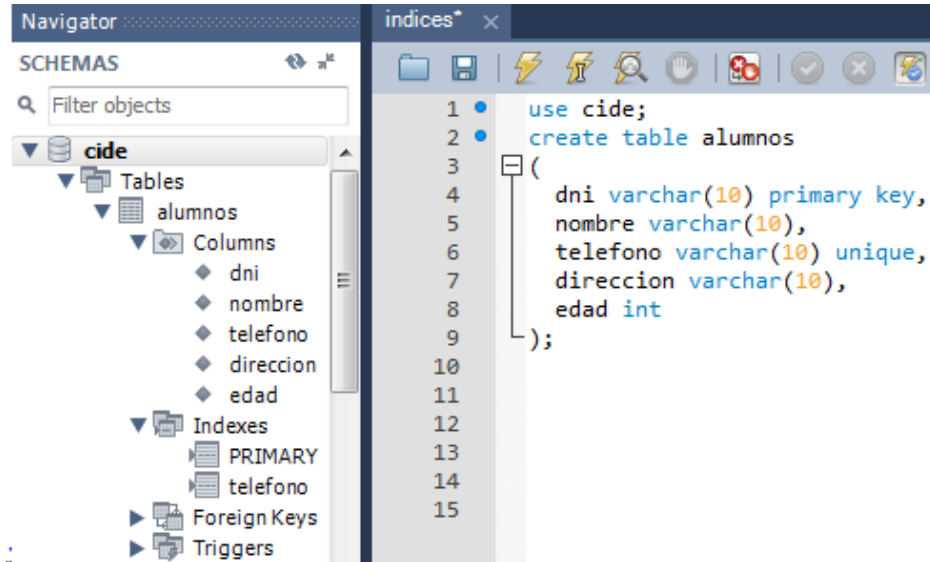 Navigator
SCHEMAS
Filter objects
cide
Tables
alumnos
Columns
dni
nombre
telefono
direccion
edad
Indexes
PRIMARY
telefono
Foreign Keys
Triggers
indices*
1 use cide;
2 create table alumnos
3 (
4 dni varchar(10) primary key,
5 nombre varchar(10),
6 telefono varchar(10) unique,
7 direccion varchar(10),
8 edad int
9 );
10
11
12
13
14
15